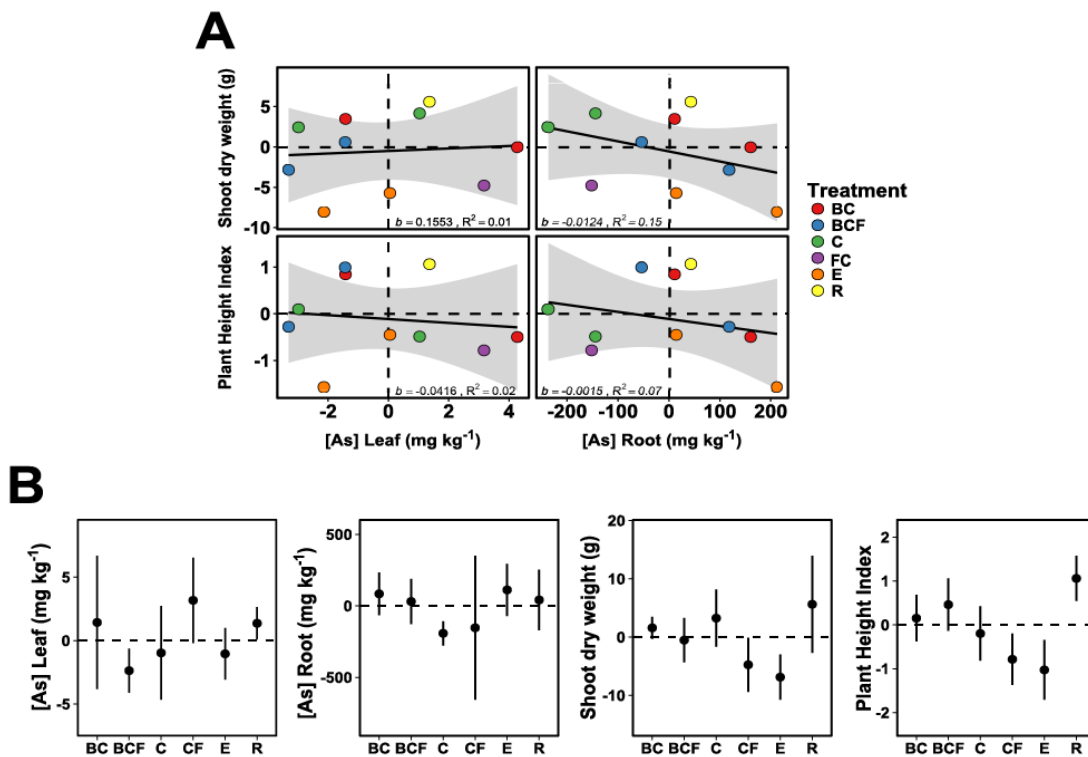 A
Shoot dry weight (g)
5
0
-5
-10
b = 0.1553 , R² = 0.01
b = -0.0124 , R² = 0.15
Plant Height Index
1
0
-1
b = -0.0416 , R² = 0.02
b = -0.0015 , R² = 0.07
-2 0 2 4
-200 -100 0 100 200
[As] Leaf (mg kg⁻¹)
[As] Root (mg kg⁻¹)
Treatment
BC
BCF
C
FC
E
R
B
[As] Leaf (mg kg⁻¹)
5
0
-5
BC BCF C CF E R
[As] Root (mg kg⁻¹)
500
0
-500
BC BCF C CF E R
Shoot dry weight (g)
20
10
0
-10
BC BCF C CF E R
Plant Height Index
2
1
0
-1
-2
BC BCF C CF E R